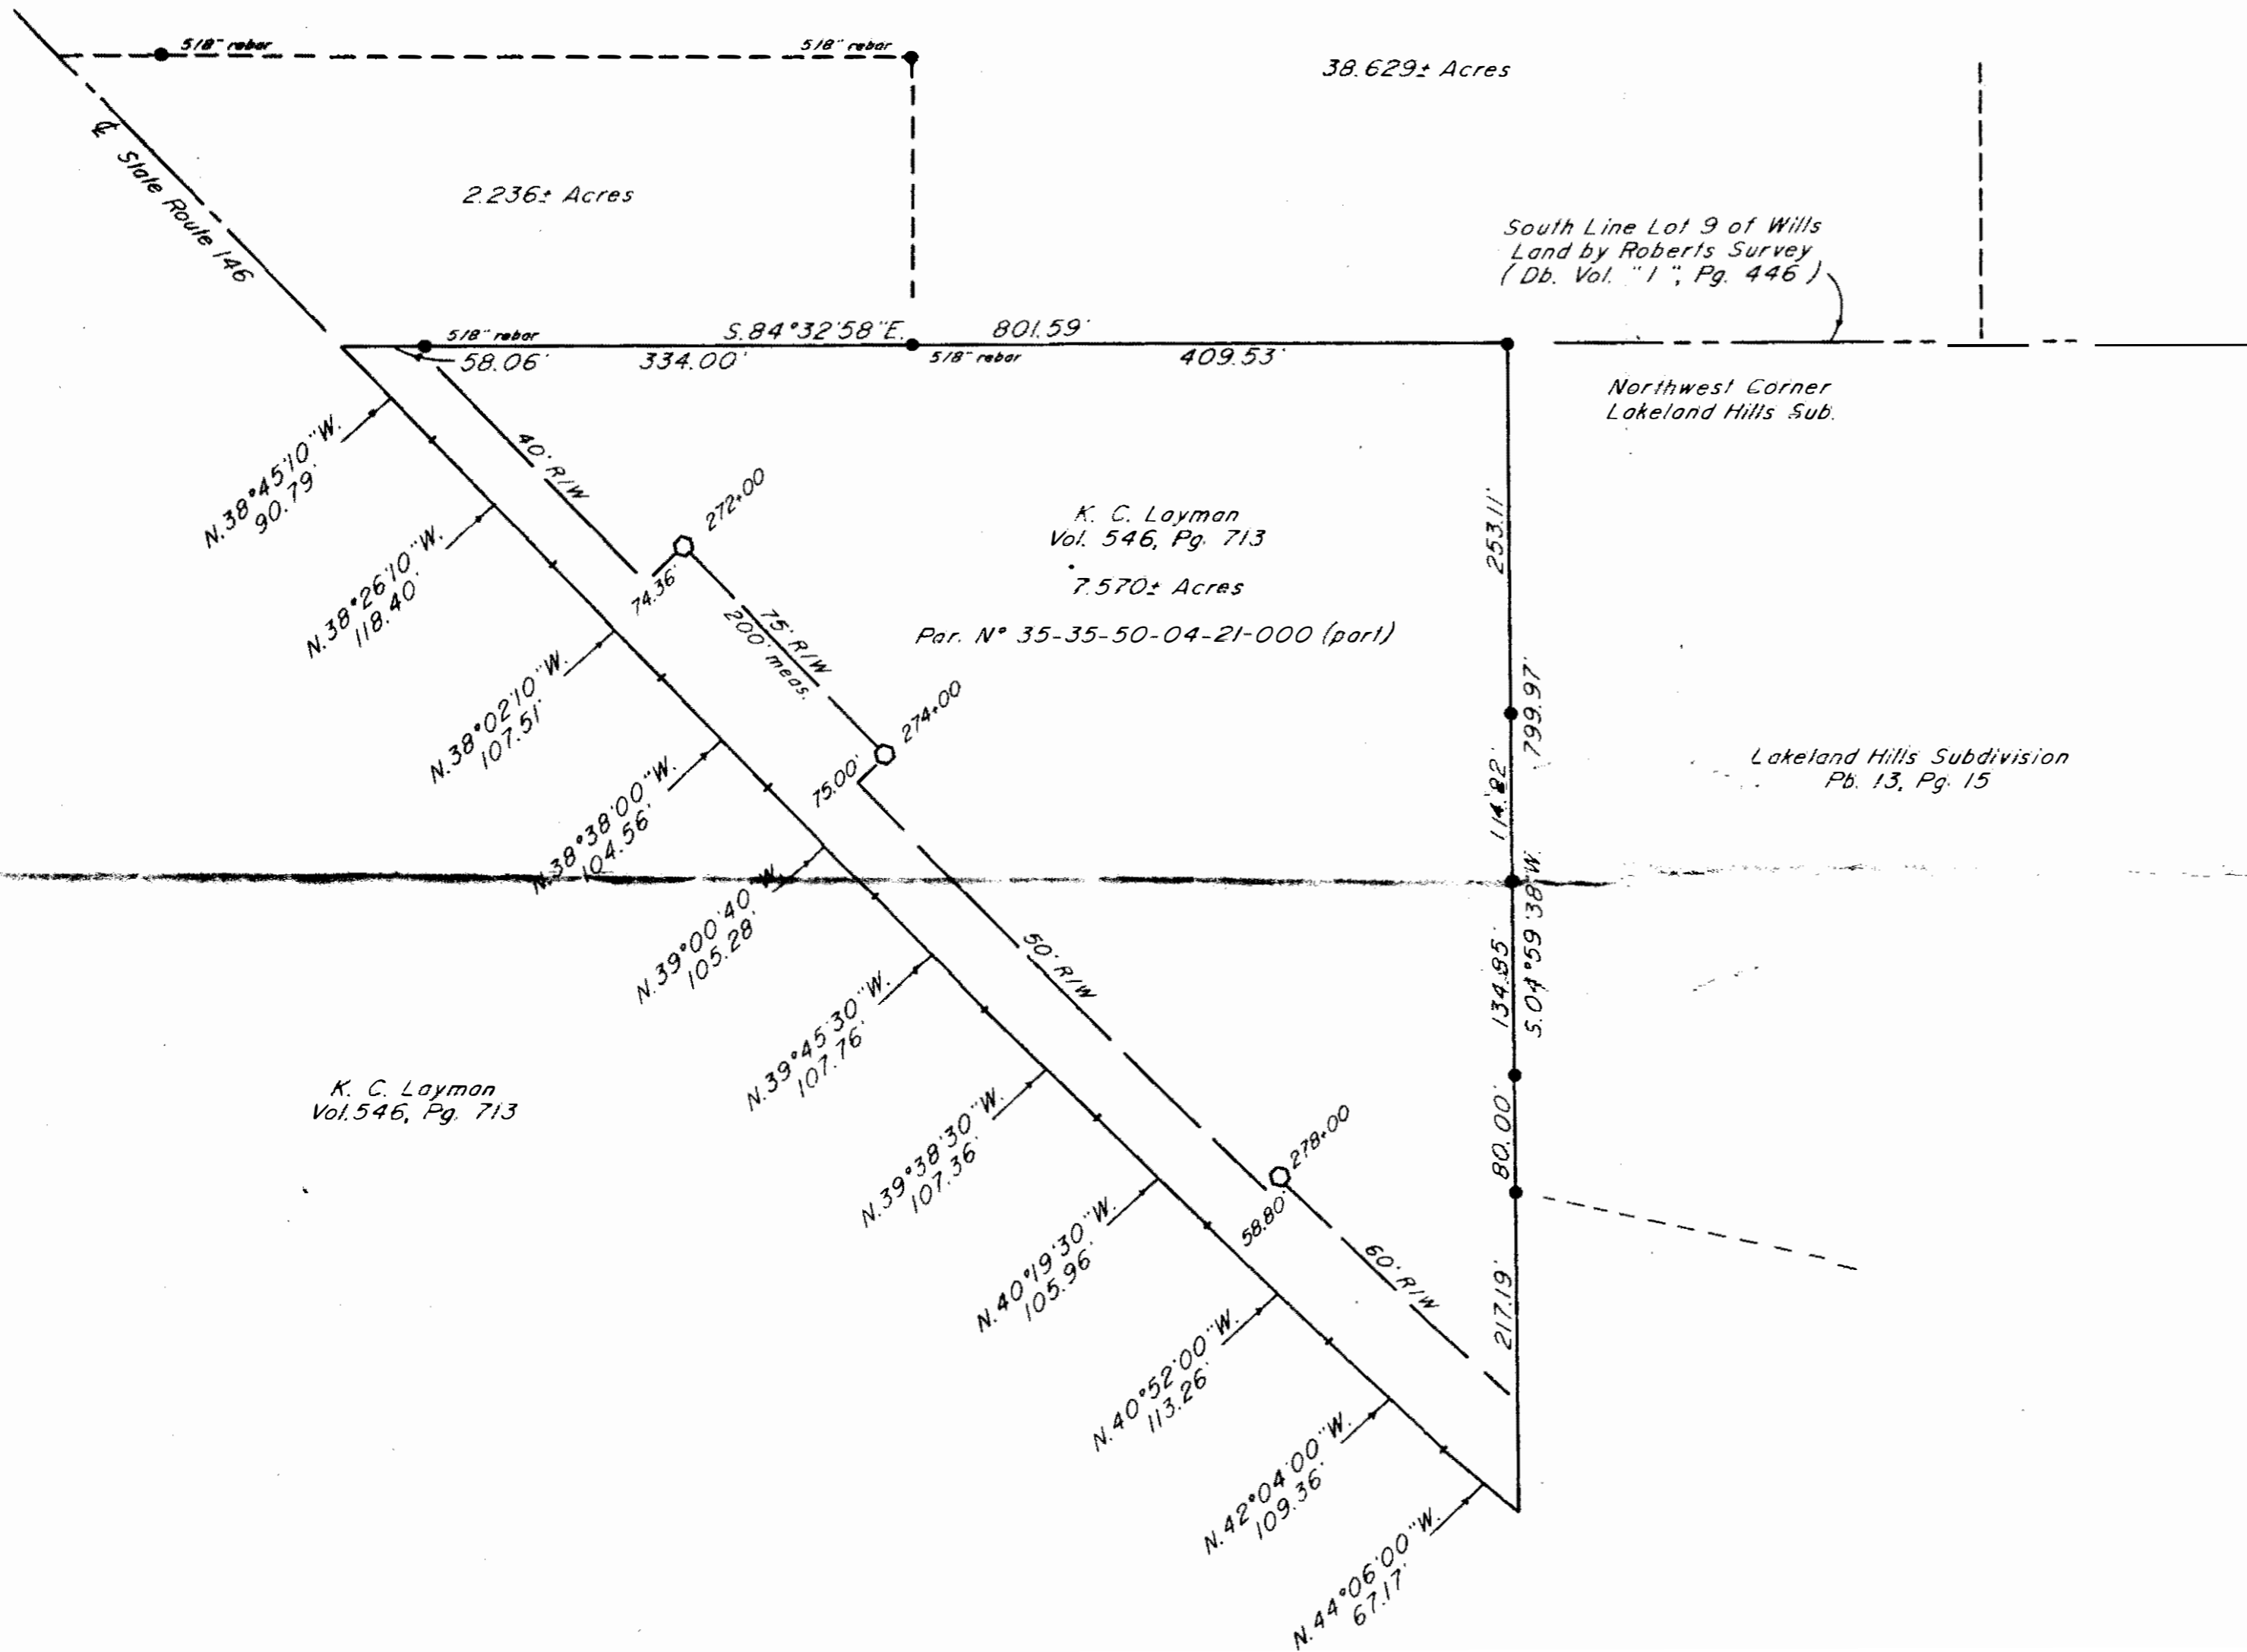 5/8" rebar
5/8" rebar
38.629± Acres
℄ State Route 146
2.236± Acres
South Line Lot 9 of Wills
Land by Roberts Survey
( Db. Vol. "1", Pg. 446 )
5/8" rebar
S.84°32'58"E.
801.59'
58.06'
334.00'
5/8" rebar
409.53'
Northwest Corner
Lakeland Hills Sub.
N.38°45'10"W.
90.79'
40' R/W
272+00
K. C. Layman
Vol. 546, Pg. 713
7.570± Acres
Par. Nº 35-35-50-04-21-000 (part)
253.11'
N.38°26'10"W.
118.40'
74.36'
75' R/W
200' meas.
799.97'
N.38°02'10"W.
107.51'
274+00
75.00'
114.82'
Lakeland Hills Subdivision
Pb. 13, Pg. 15
N.38°38'00"W.
104.56'
S.04°59'38"W.
N.39°00'40"W.
105.28'
50' R/W
134.85'
N.39°45'30"W.
107.76'
K. C. Layman
Vol.546, Pg. 713
80.00'
N.39°38'30"W.
107.36'
278+00
58.80'
N.40°19'30"W.
105.96'
60' R/W
217.19'
N.40°52'00"W.
113.26'
N.42°04'00"W.
109.36'
N.44°06'00"W.
67.17'